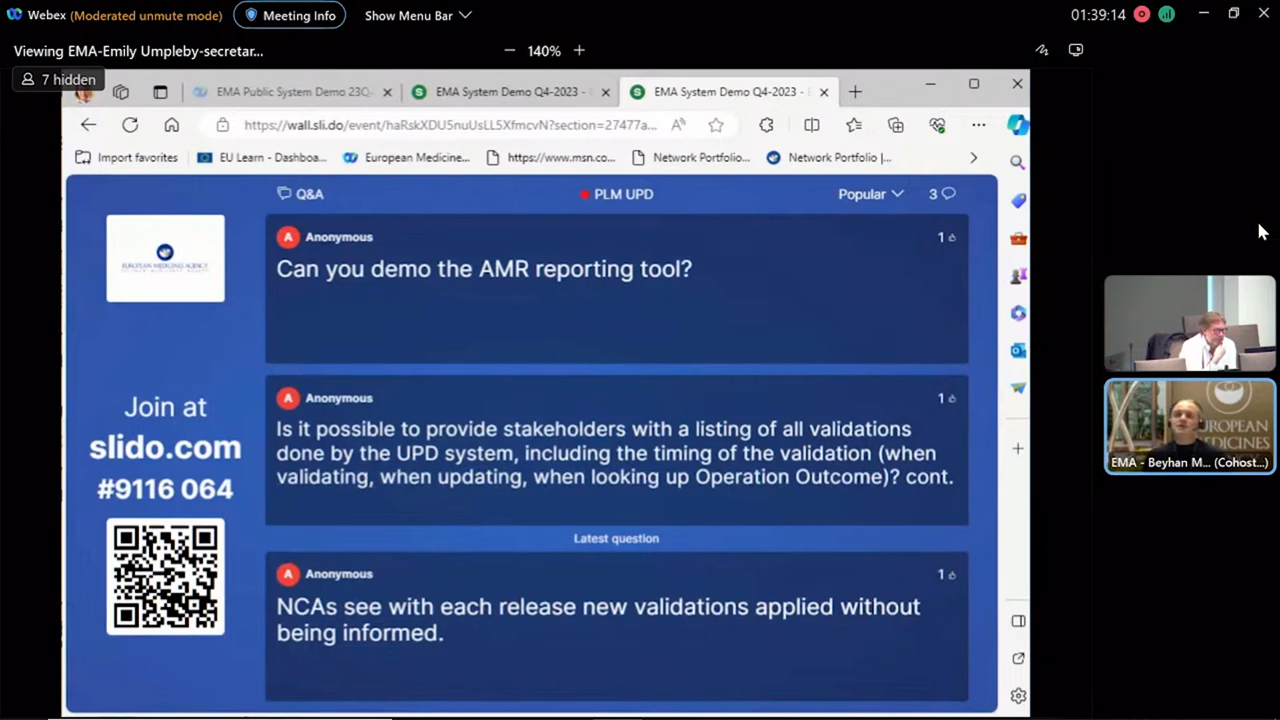 Webex (Moderated unmute mode) Meeting Info Show Menu Bar 01:39:14
Viewing EMA-Emily Umpleby-secretar... 140%
7 hidden
EMA Public System Demo 23Q EMA System Demo Q4-2023 - EMA System Demo Q4-2023 -
https://wall.sli.do/event/haRskXDU5nuUsLL5XfmcvN?section=27477a...
Import favorites EU Learn - Dashboa... European Medicine... https://www.msn.co... Network Portfolio... Network Portfolio |...
Q&A PLM UPD Popular 3
EUROPEAN MEDICINES AGENCY
A Anonymous 1
Can you demo the AMR reporting tool?
A Anonymous 1
Is it possible to provide stakeholders with a listing of all validations
done by the UPD system, including the timing of the validation (when
validating, when updating, when looking up Operation Outcome)? cont.
Join at
slido.com
#9116 064
Latest question
A Anonymous 1
NCAs see with each release new validations applied without
being informed.
EUROPEAN
MEDICINES
EMA - Beyhan M... (Cohost...)